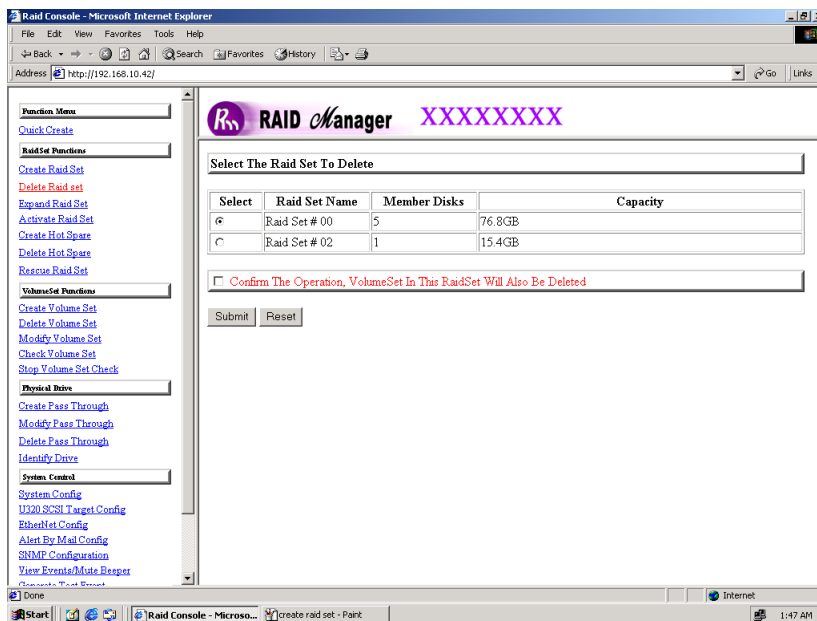 Raid Console - Microsoft Internet Explorer
File Edit View Favorites Tools Help
Back Search Favorites History
Address http://192.168.10.42/ Go Links
Function Menu
Quick Create
RaidSet Functions
Create Raid Set
Delete Raid set
Expand Raid Set
Activate Raid Set
Create Hot Spare
Delete Hot Spare
Rescue Raid Set
VolumeSet Functions
Create Volume Set
Delete Volume Set
Modify Volume Set
Check Volume Set
Stop Volume Set Check
Physical Drive
Create Pass Through
Modify Pass Through
Delete Pass Through
Identify Drive
System Control
System Config
U320 SCSI Target Config
EtherNet Config
Alert By Mail Config
SNMP Configuration
View Events/Mute Beeper
Generate Test Event
Rm RAID Manager XXXXXXXX
Select The Raid Set To Delete
Select Raid Set Name Member Disks Capacity
Raid Set # 00 5 76.8GB
Raid Set # 02 1 15.4GB
Confirm The Operation, VolumeSet In This RaidSet Will Also Be Deleted
Submit Reset
Done Internet
Start Raid Console - Microso... create raid set - Paint 1:47 AM